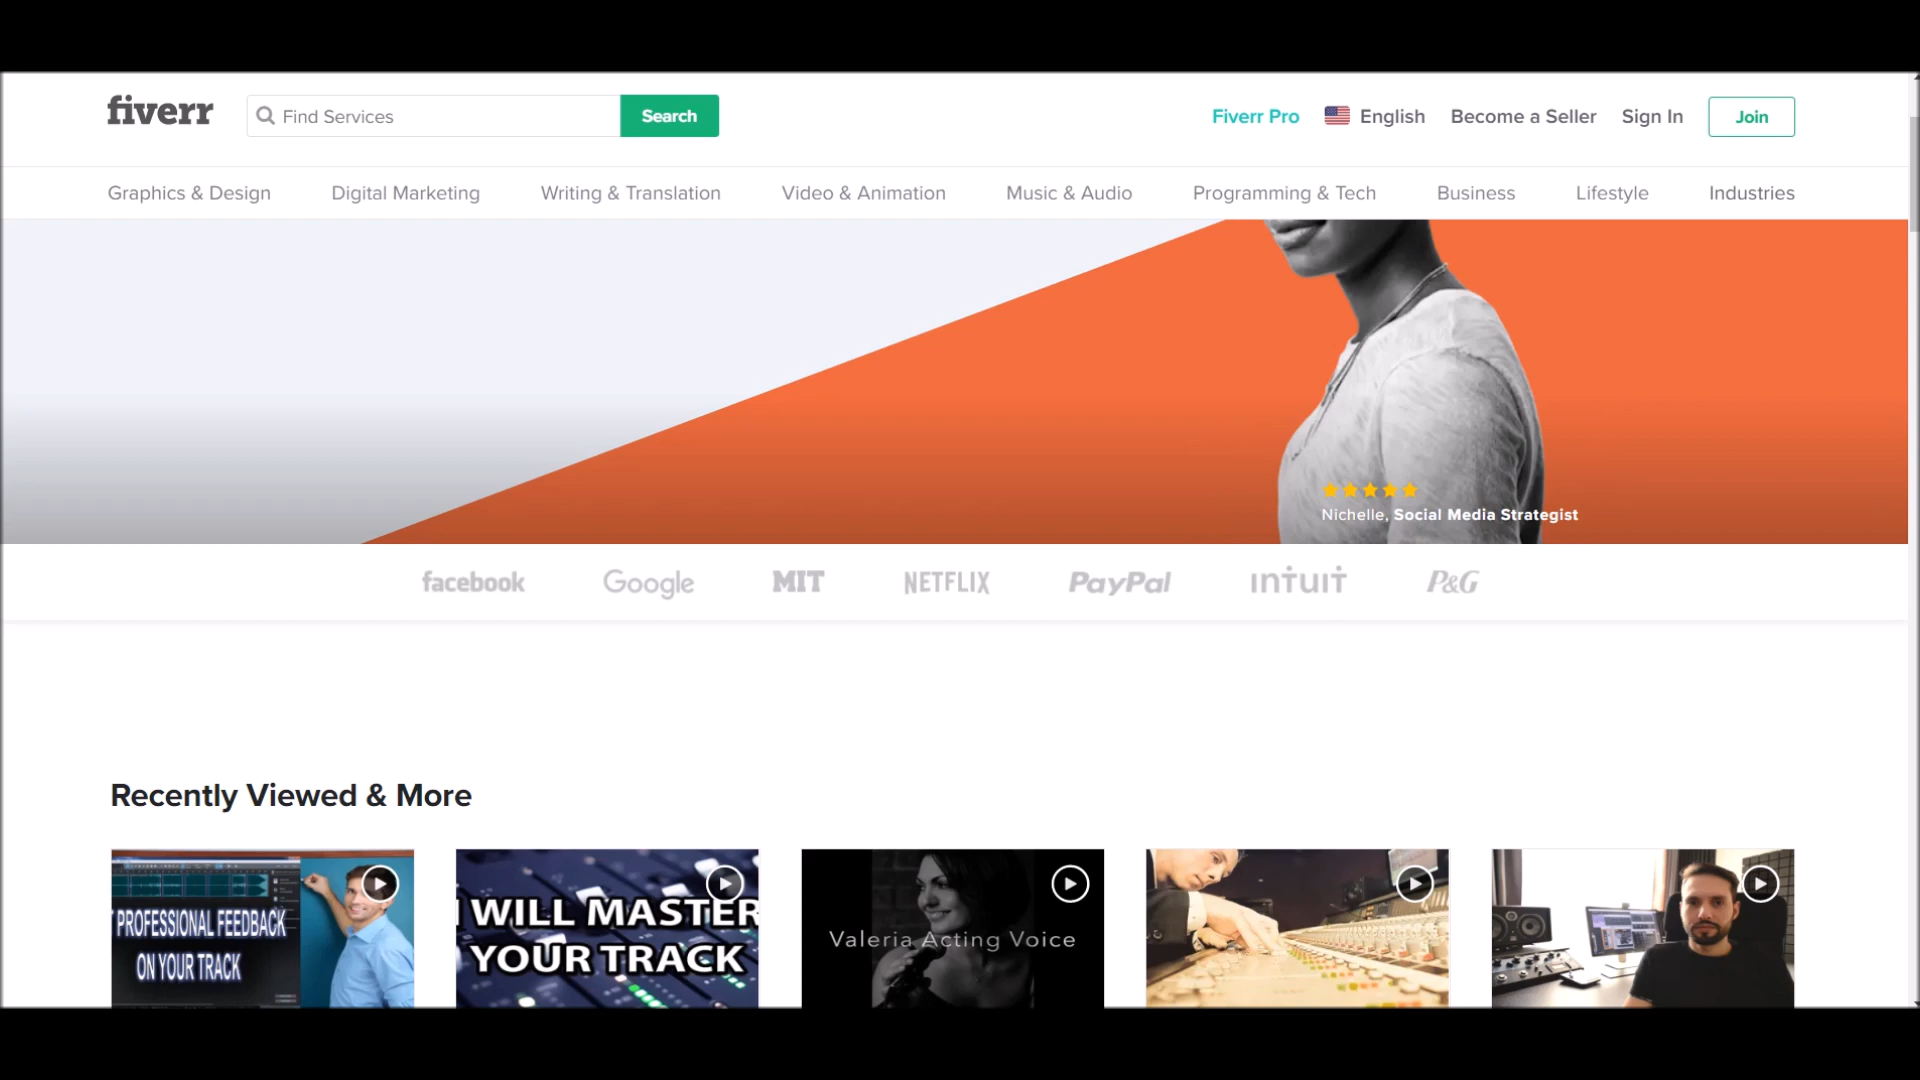 fiverr
Find Services
Search
Fiverr Pro
English
Become a Seller
Sign In
Join
Graphics & Design
Digital Marketing
Writing & Translation
Video & Animation
Music & Audio
Programming & Tech
Business
Lifestyle
Industries
Nichelle, Social Media Strategist
facebook
Google
MIT
NETFLIX
PayPal
intuit
P&G
Recently Viewed & More
PROFESSIONAL FEEDBACK
ON YOUR TRACK
I WILL MASTER
YOUR TRACK
Valeria Acting Voice